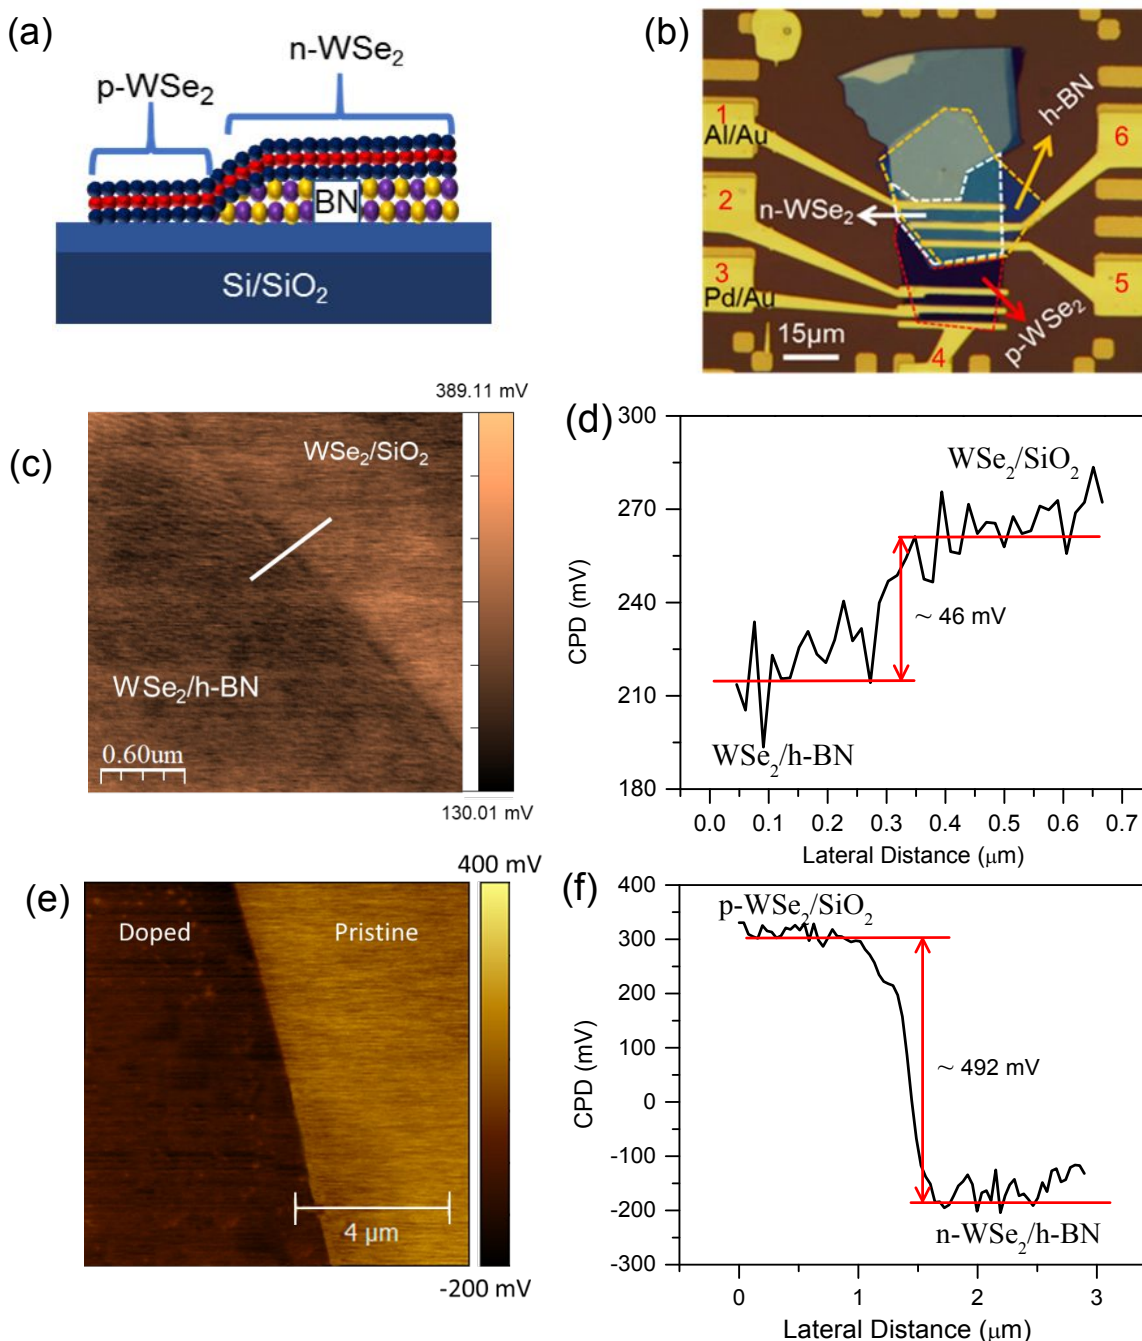 (a)
n-WSe₂
p-WSe₂
BN
Si/SiO₂
(b)
1
Al/Au
2
3
Pd/Au
4
5
6
h-BN
n-WSe₂
p-WSe₂
15µm
(c)
389.11 mV
WSe₂/SiO₂
WSe₂/h-BN
0.60um
130.01 mV
(d)
300
270
240
210
180
CPD (mV)
WSe₂/SiO₂
~ 46 mV
WSe₂/h-BN
0.0 0.1 0.2 0.3 0.4 0.5 0.6 0.7
Lateral Distance (µm)
(e)
400 mV
Doped
Pristine
4 µm
-200 mV
(f)
400
300
200
100
0
-100
-200
-300
CPD (mV)
p-WSe₂/SiO₂
~ 492 mV
n-WSe₂/h-BN
0 1 2 3
Lateral Distance (µm)